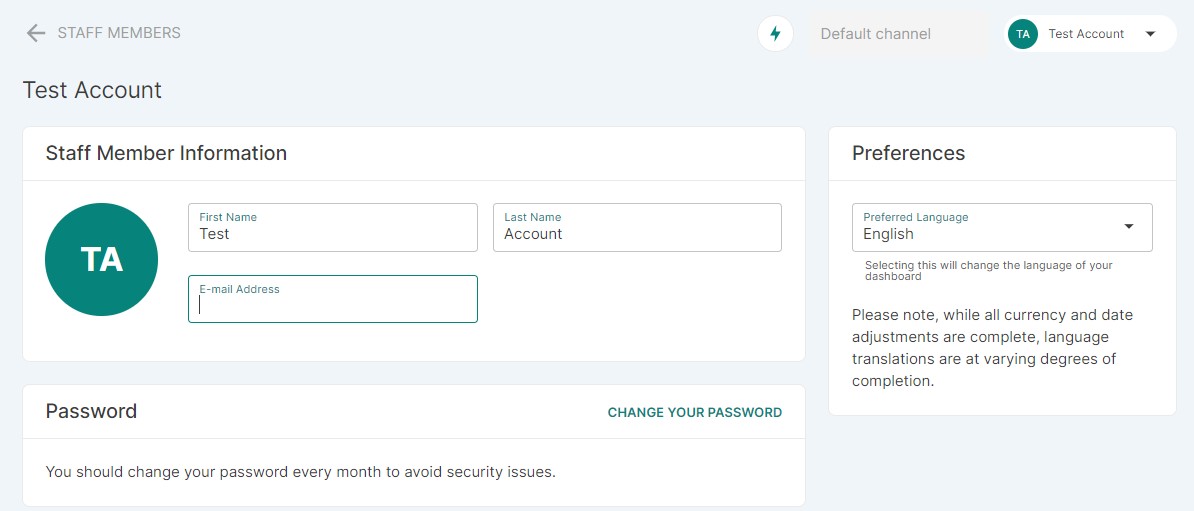 STAFF MEMBERS
Default channel
TA
Test Account
Test Account
Staff Member Information
TA
First Name
Test
Last Name
Account
E-mail Address
Password
CHANGE YOUR PASSWORD
You should change your password every month to avoid security issues.
Preferences
Preferred Language
English
Selecting this will change the language of your
dashboard
Please note, while all currency and date
adjustments are complete, language
translations are at varying degrees of
completion.